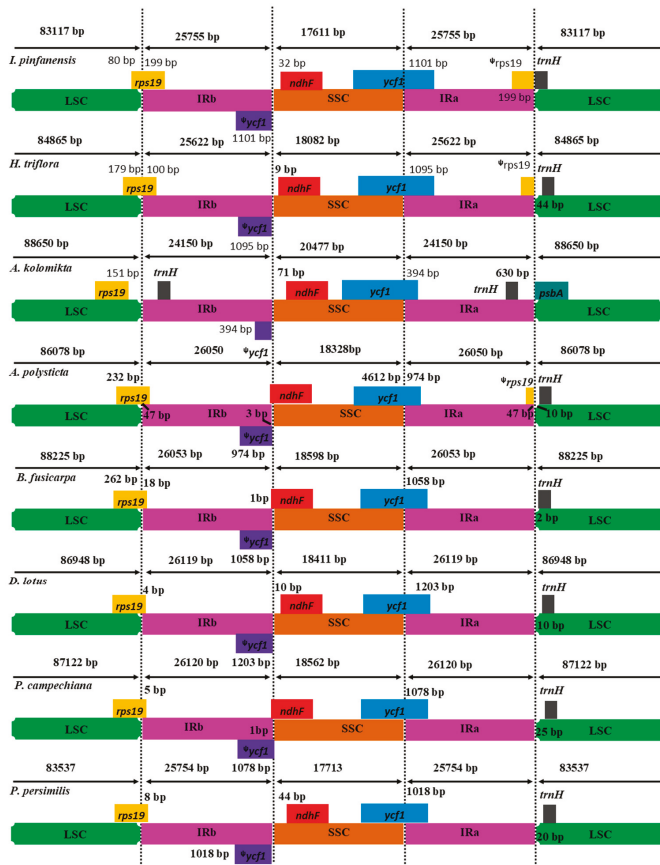 83117 bp 25755 bp 17611 bp 25755 bp 83117 bp
I. pinfanensis 80 bp 199 bp 32 bp 1101 bp Ψrps19 trnH
rps19 ndhF ycf1 199 bp
LSC IRb SSC IRa LSC
Ψycf1
1101 bp
84865 bp 25622 bp 18082 bp 25622 bp 84865 bp
H. triflora 179 bp 100 bp 9 bp 1095 bp Ψrps19 trnH
rps19 ndhF ycf1
LSC IRb SSC IRa 44 bp LSC
Ψycf1
88650 bp 24150 bp 1095 bp 20477 bp 24150 bp 88650 bp
A. kolomikta 151 bp trnH 71 bp 394 bp trnH 630 bp
rps19 ndhF ycf1 psbA
LSC IRb SSC IRa LSC
394 bp
Ψycf1
86078 bp 26050 18328bp 26050 bp 86078 bp
A. polysticta 232 bp 4612 bp 974 bp Ψrps19 trnH
rps19 ndhF ycf1
LSC 47 bp IRb 3 bp SSC IRa 47 bp 10 bp LSC
Ψycf1
88225 bp 26053 bp 974 bp 18598 bp 26053 bp 88225 bp
B. fusicarpa 262 bp 18 bp 1bp 1058 bp trnH
rps19 ndhF ycf1
LSC IRb SSC IRa 2 bp LSC
Ψycf1
86948 bp 26119 bp 1058 bp 18411 bp 26119 bp 86948 bp
D. lotus 4 bp 10 bp 1203 bp trnH
rps19 ndhF ycf1
LSC IRb SSC IRa 10 bp LSC
Ψycf1
87122 bp 26120 bp 1203 bp 18562 bp 26120 bp 87122 bp
P. campechiana 5 bp 1078 bp trnH
rps19 ndhF ycf1
LSC IRb 1bp SSC IRa 25 bp LSC
Ψycf1
83537 25754 bp 1078 bp 17713 25754 bp 83537
P. persimilis 8 bp 44 bp 1018 bp trnH
rps19 ndhF ycf1
LSC IRb SSC IRa 20 bp LSC
1018 bp Ψycf1